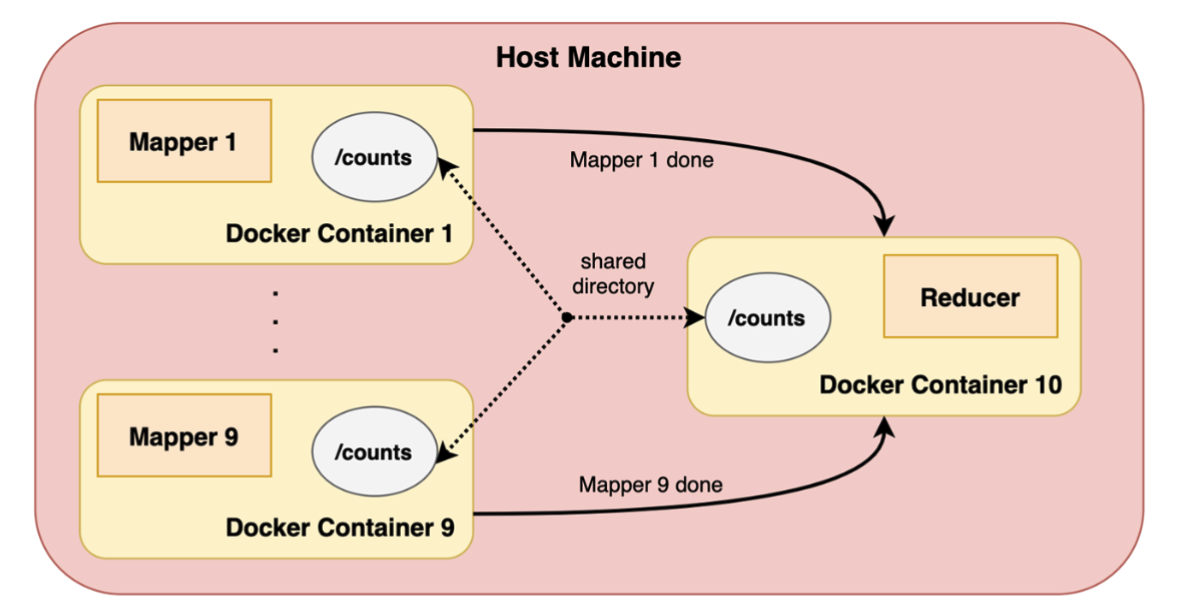 Host Machine
Mapper 1
/counts
Docker Container 1
Mapper 1 done
shared
directory
/counts
Reducer
Docker Container 10
Mapper 9
/counts
Docker Container 9
Mapper 9 done